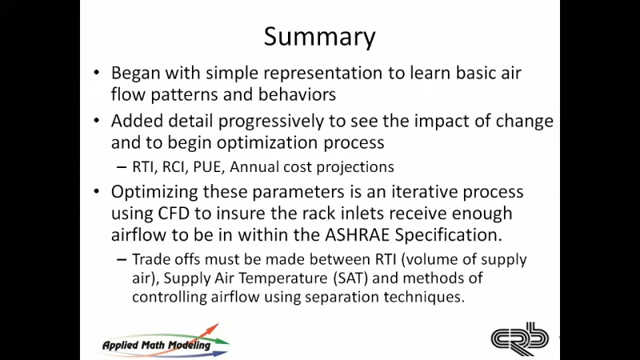 Summary
• Began with simple representation to learn basic air
flow patterns and behaviors
• Added detail progressively to see the impact of change
and to begin optimization process
– RTI, RCI, PUE, Annual cost projections
• Optimizing these parameters is an iterative process
using CFD to insure the rack inlets receive enough
airflow to be in within the ASHRAE Specification.
– Trade offs must be made between RTI (volume of supply
air), Supply Air Temperature (SAT) and methods of
controlling airflow using separation techniques.
Applied Math Modeling
CRB